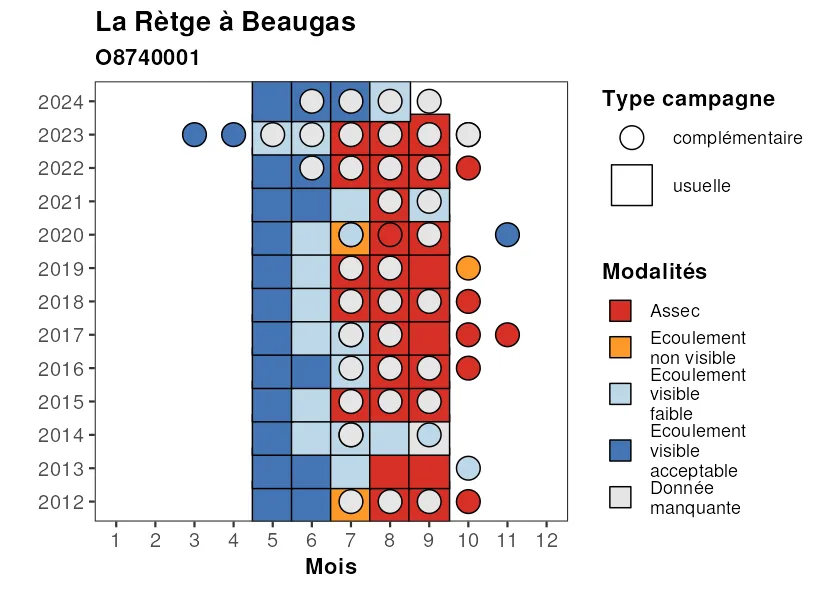 La Rètge à Beaugas
O8740001
2024
2023
2022
2021
2020
2019
2018
2017
2016
2015
2014
2013
2012
1 2 3 4 5 6 7 8 9 10 11 12
Mois
Type campagne
complémentaire
usuelle
Modalités
Assec
Ecoulement
non visible
Ecoulement
visible
faible
Ecoulement
visible
acceptable
Donnée
manquante